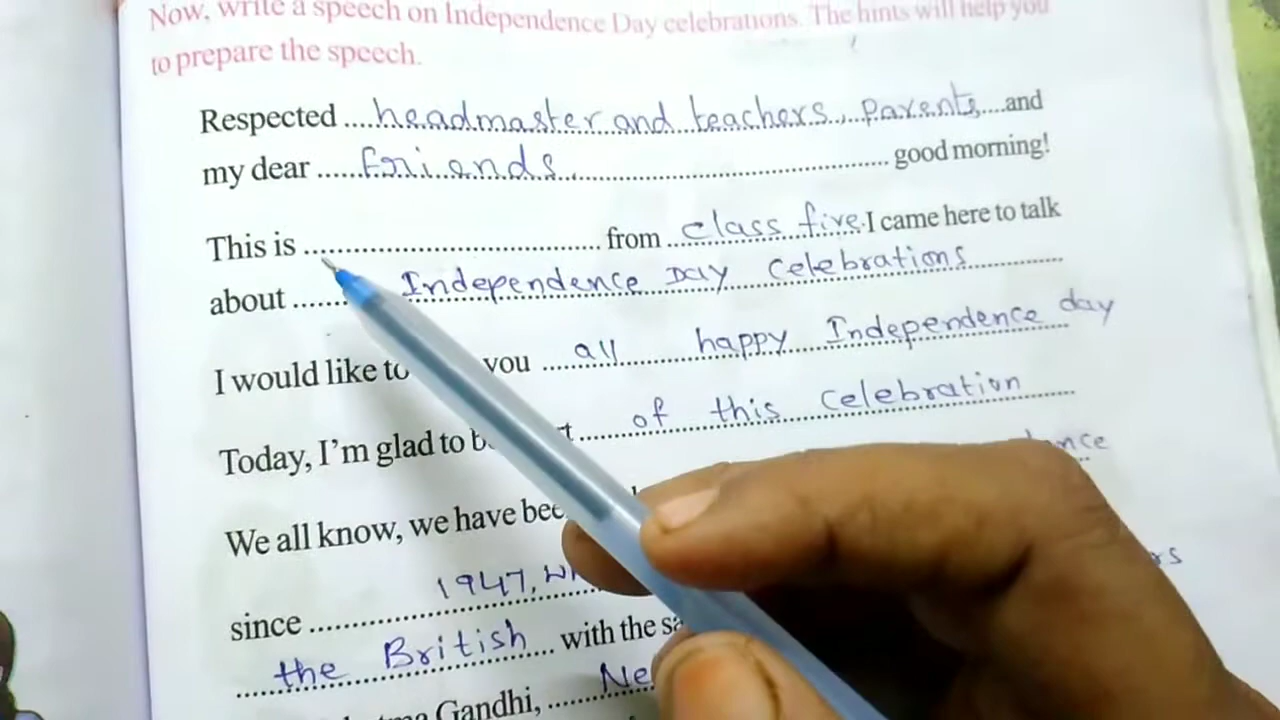 Now, write a speech on Independence Day celebrations. The hints will help you
to prepare the speech.
Respected ... headmaster and teachers, parents ... and
my dear ...... friends, ...... good morning!
This is ...... from class five. I came here to talk
about ...... Independence Day Celebrations ......
I would like to you ... all happy Independence day
Today, I'm glad to ...... of this celebration ......
We all know, we have
since ...... 1947,
the British ...... with the
Gandhi, ......